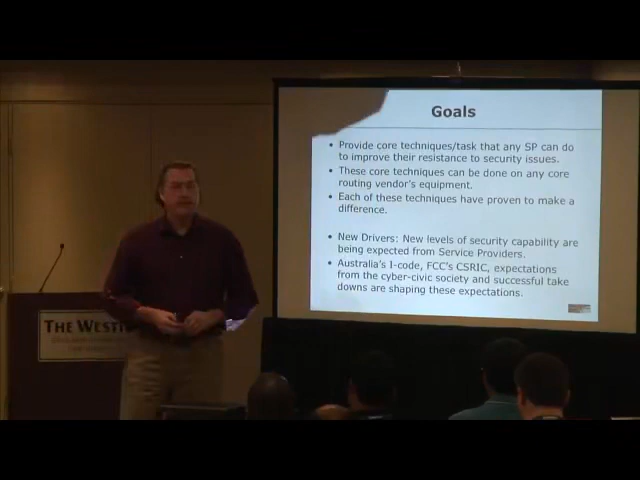 Goals
Provide core techniques/task that any SP can do
to improve their resistance to security issues.
These core techniques can be done on any core
routing vendor's equipment.
Each of these techniques have proven to make a
difference.
New Drivers: New levels of security capability are
being expected from Service Providers.
Australia's I-code, FCC's CSRIC, expectations
from the cyber-civic society and successful take
downs are shaping these expectations.
THE WESTI